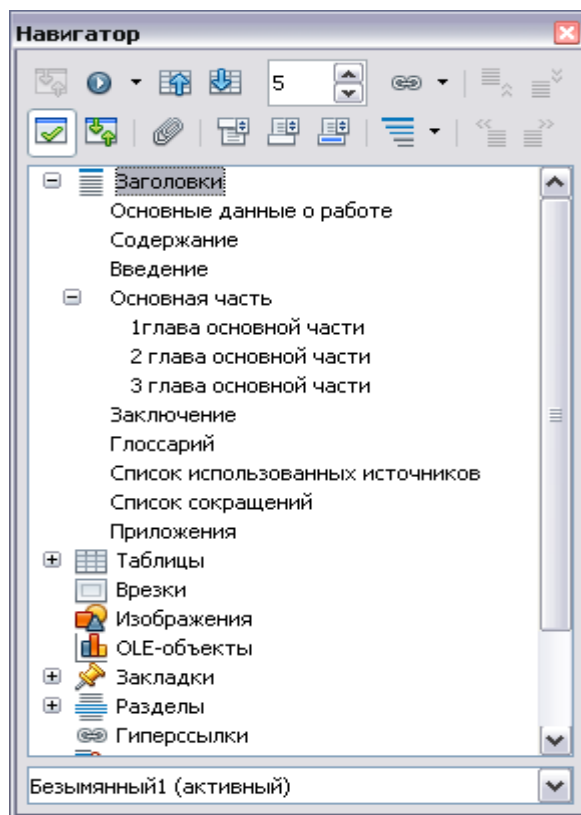 Навигатор
5
Заголовки
Основные данные о работе
Содержание
Введение
Основная часть
1глава основной части
2 глава основной части
3 глава основной части
Заключение
Глоссарий
Список использованных источников
Список сокращений
Приложения
Таблицы
Врезки
Изображения
OLE-объекты
Закладки
Разделы
Гиперссылки
Безымянный1 (активный)